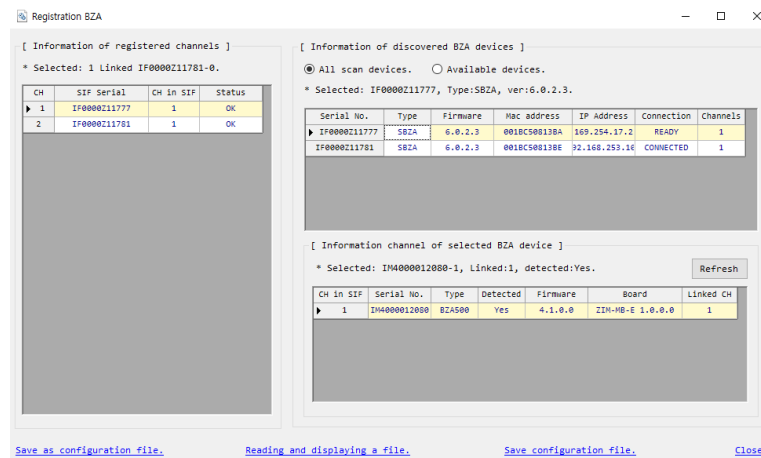 Registration BZA
[ Information of registered channels ]
* Selected: 1 Linked IF0000Z11781-0.
CH SIF Serial CH in SIF Status
1 IF0000Z11777 1 OK
2 IF0000Z11781 1 OK
[ Information of discovered BZA devices ]
All scan devices. Available devices.
* Selected: IF0000Z11777, Type:SBZA, ver:6.0.2.3.
Serial No. Type Firmware Mac address IP Address Connection Channels
IF0000Z11777 SBZA 6.0.2.3 001BC50813BA 169.254.17.2 READY 1
IF0000Z11781 SBZA 6.0.2.3 001BC50813BE 92.168.253.16 CONNECTED 1
[ Information channel of selected BZA device ]
* Selected: IM4000012080-1, Linked:1, detected:Yes.
Refresh
CH in SIF Serial No. Type Detected Firmware Board Linked CH
1 IM4000012080 BZA500 Yes 4.1.0.0 ZIM-MB-E 1.0.0.0 1
Save as configuration file. Reading and displaying a file. Save configuration file. Close